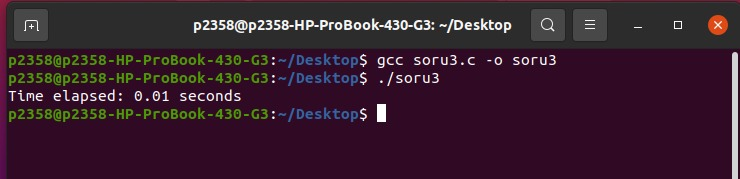 p2358@p2358-HP-ProBook-430-G3: ~/Desktop
p2358@p2358-HP-ProBook-430-G3:~/Desktop$ gcc soru3.c -o soru3
p2358@p2358-HP-ProBook-430-G3:~/Desktop$ ./soru3
Time elapsed: 0.01 seconds
p2358@p2358-HP-ProBook-430-G3:~/Desktop$